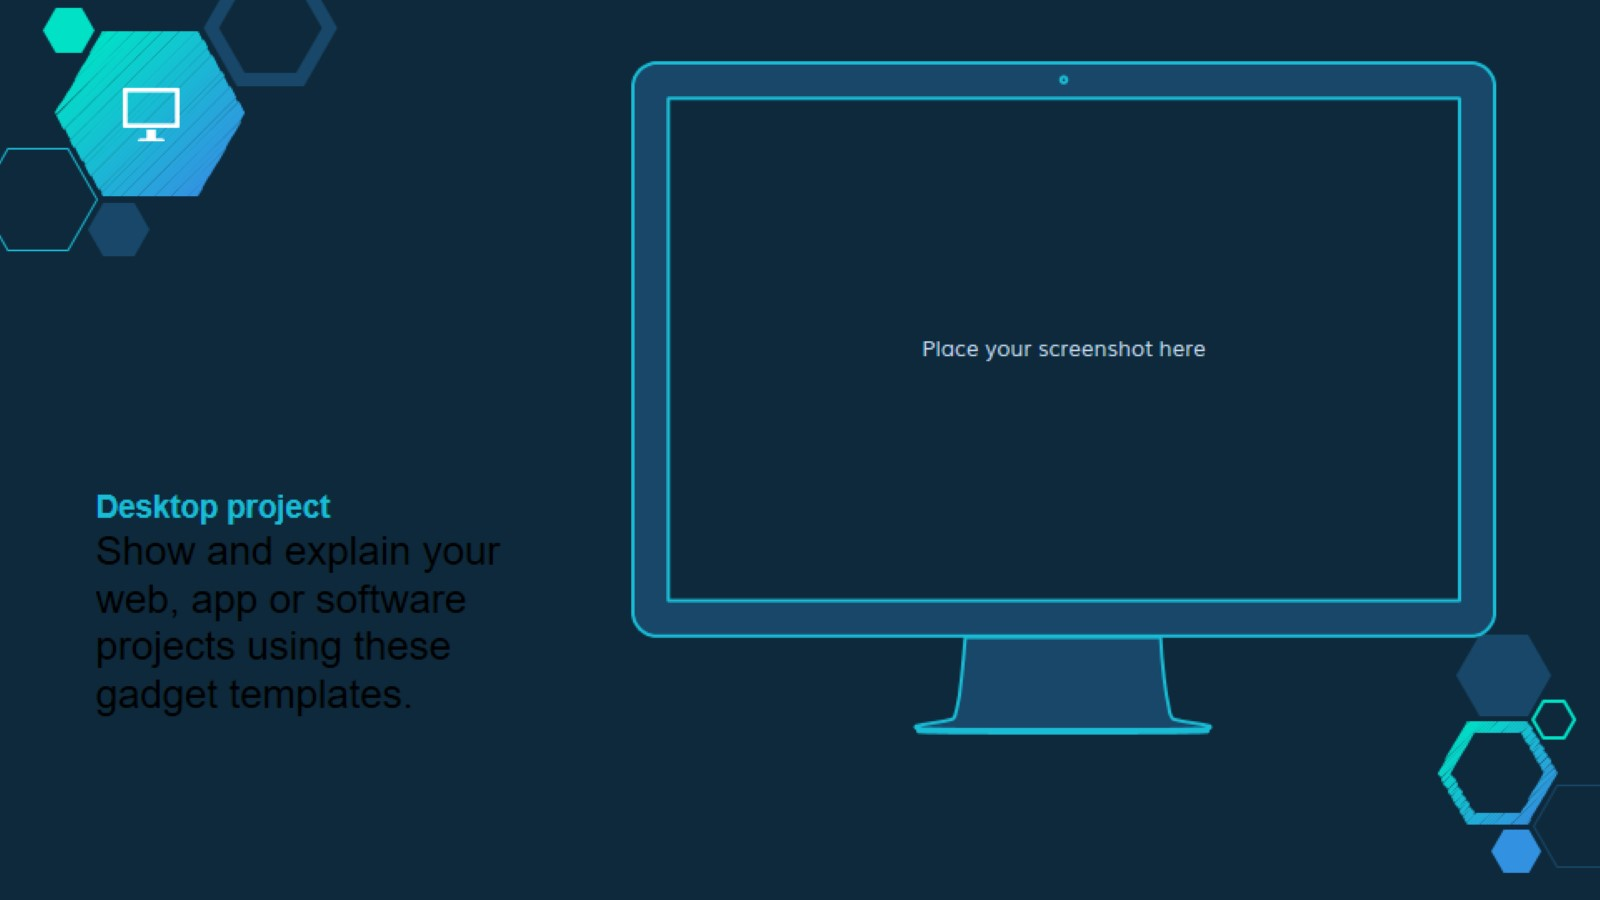 Place your screenshot here
Desktop project
Show and explain your
web, app or software
projects using these
gadget templates.